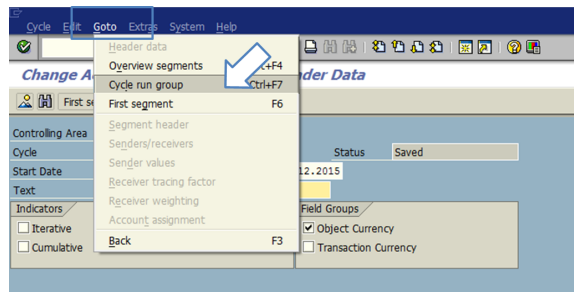 Cycle Edit Goto Extras System Help
Header data
Overview segments +F4
Change A der Data
Cycle run group Ctrl+F7
First se
First segment F6
Segment header
Controlling Area
Senders/receivers
Cycle
Status Saved
Sender values
Start Date
12.2015
Receiver tracing factor
Text
Receiver weighting
Indicators
Field Groups
Account assignment
Iterative
Object Currency
Back F3
Cumulative
Transaction Currency